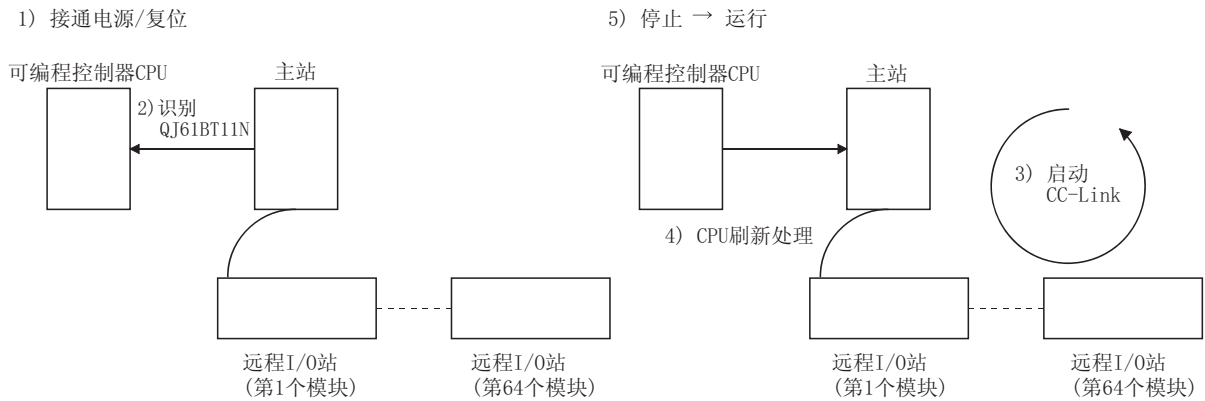 1) 接通电源/复位
可编程控制器CPU
主站
2)识别
QJ61BT11N
远程I/O站
(第1个模块)
远程I/O站
(第64个模块)
5) 停止 → 运行
可编程控制器CPU
主站
3) 启动
CC-Link
4) CPU刷新处理
远程I/O站
(第1个模块)
远程I/O站
(第64个模块)